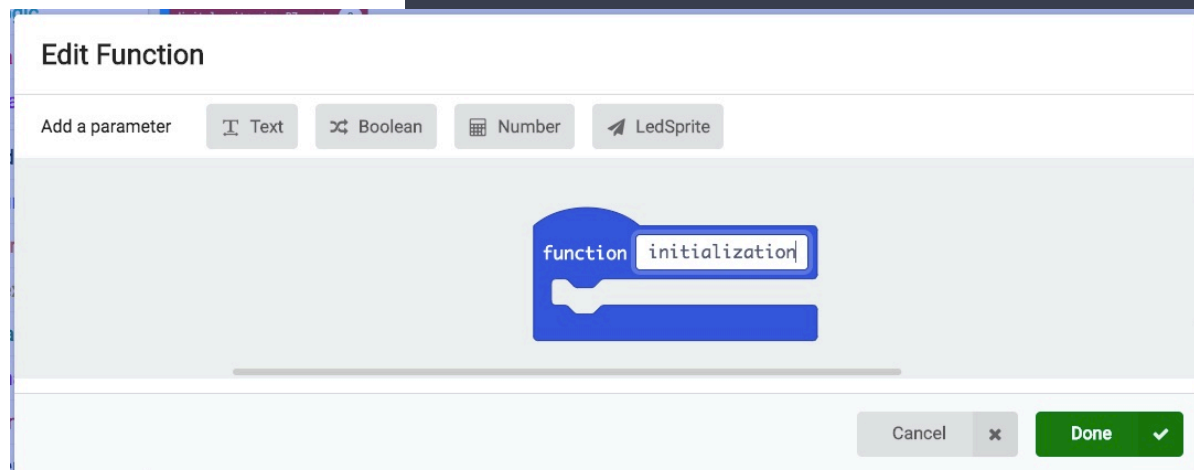 Edit Function
Add a parameter Text Boolean Number LedSprite
function initialization
Cancel Done